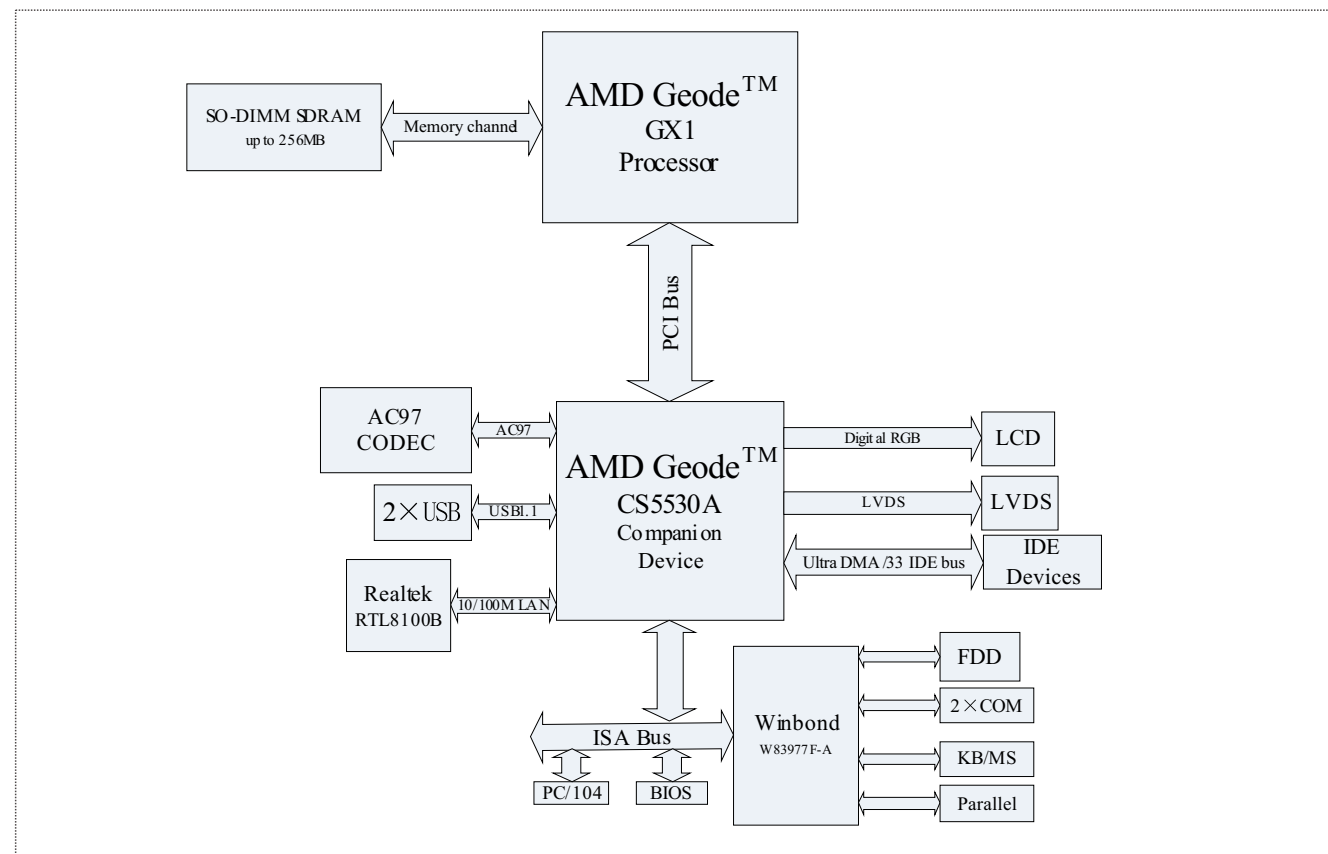 AMD Geode™
GX1
Processor
SO-DIMM SDRAM
up to 256MB
Memory channel
PCI Bus
AC97
CODEC
AC97
2×USB
USB1.1
Realtek
RTL8100B
10/100M LAN
AMD Geode™
CS5530A
Companion
Device
Digital RGB
LCD
LVDS
LVDS
Ultra DMA/33 IDE bus
IDE
Devices
ISA Bus
PC/104
BIOS
Winbond
W83977F-A
FDD
2×COM
KB/MS
Parallel